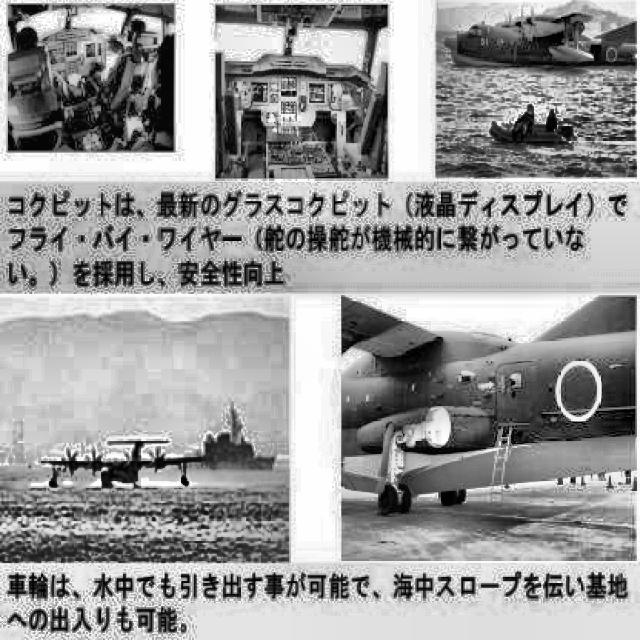 コクピットは、最新のグラスコクピット（液晶ディスプレイ）で
フライ・バイ・ワイヤー（舵の操舵が機械的に繋がっていな
い。）を採用し、安全性向上
車輪は、水中でも引き出す事が可能で、海中スロープを伝い基地
への出入りも可能。